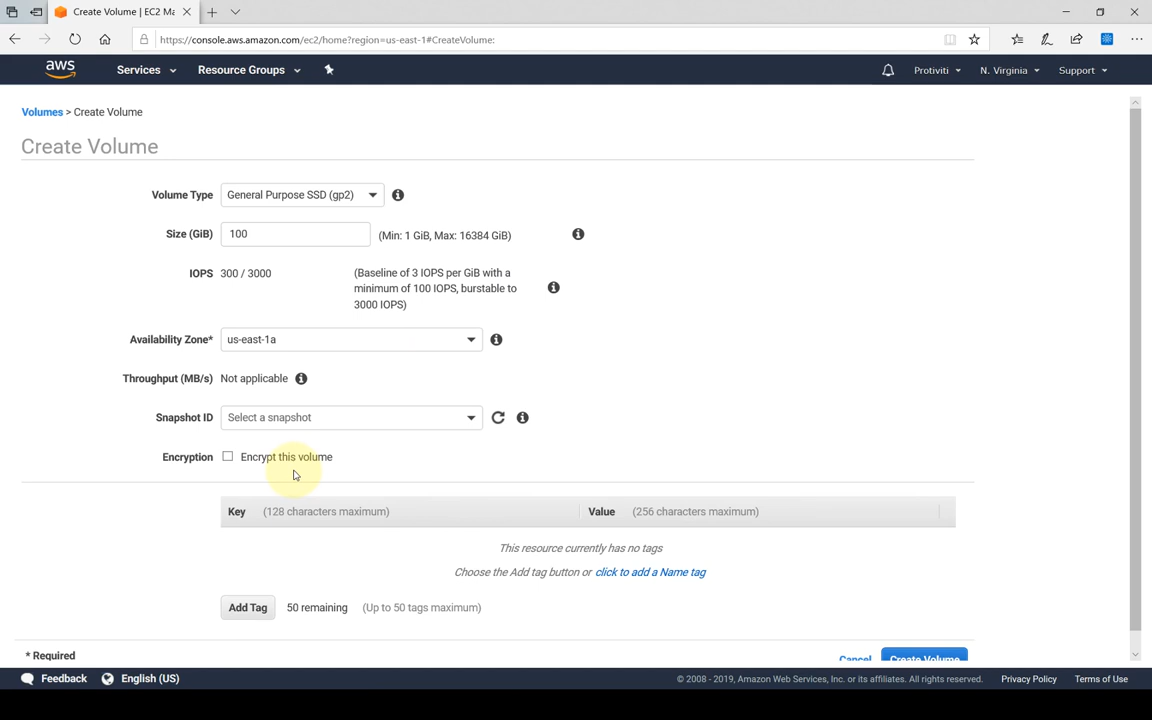 Create Volume | EC2 Ma
https://console.aws.amazon.com/ec2/home?region=us-east-1#CreateVolume:
aws Services Resource Groups Protiviti N. Virginia Support
Volumes > Create Volume
Create Volume
Volume Type General Purpose SSD (gp2)
Size (GiB) 100 (Min: 1 GiB, Max: 16384 GiB)
IOPS 300 / 3000 (Baseline of 3 IOPS per GiB with a
minimum of 100 IOPS, burstable to
3000 IOPS)
Availability Zone* us-east-1a
Throughput (MB/s) Not applicable
Snapshot ID Select a snapshot
Encryption Encrypt this volume
Key (128 characters maximum) Value (256 characters maximum)
This resource currently has no tags
Choose the Add tag button or click to add a Name tag
Add Tag 50 remaining (Up to 50 tags maximum)
* Required Cancel Create Volume
Feedback English (US) © 2008 - 2019, Amazon Web Services, Inc. or its affiliates. All rights reserved. Privacy Policy Terms of Use